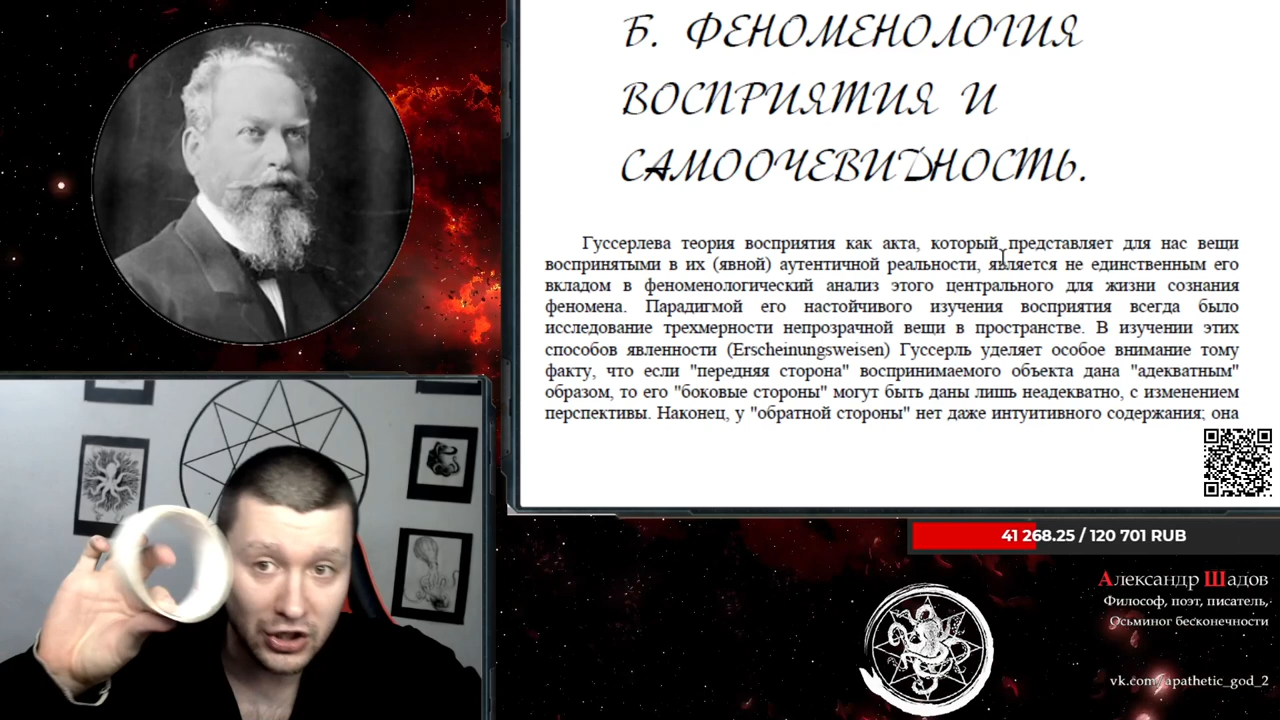 Б. ФЕНОМЕНОЛОГИЯ
ВОСПРИЯТИЯ И
САМООЧЕВИДНОСТЬ.
Гуссерлева теория восприятия как акта, который представляет для нас вещи
воспринятыми в их (явной) аутентичной реальности, является не единственным его
вкладом в феноменологический анализ этого центрального для жизни сознания
феномена. Парадигмой его настойчивого изучения восприятия всегда было
исследование трехмерности непрозрачной вещи в пространстве. В изучении этих
способов явленности (Erscheinungsweisen) Гуссерль уделяет особое внимание тому
факту, что если "передняя сторона" воспринимаемого объекта дана "адекватным"
образом, то его "боковые стороны" могут быть даны лишь неадекватно, с изменением
перспективы. Наконец, у "обратной стороны" нет даже интуитивного содержания; она
41 268.25 / 120 701 RUB
Александр Шадов
Философ, поэт, писатель,
Осьминог бесконечности
vk.com/apathetic_god_2